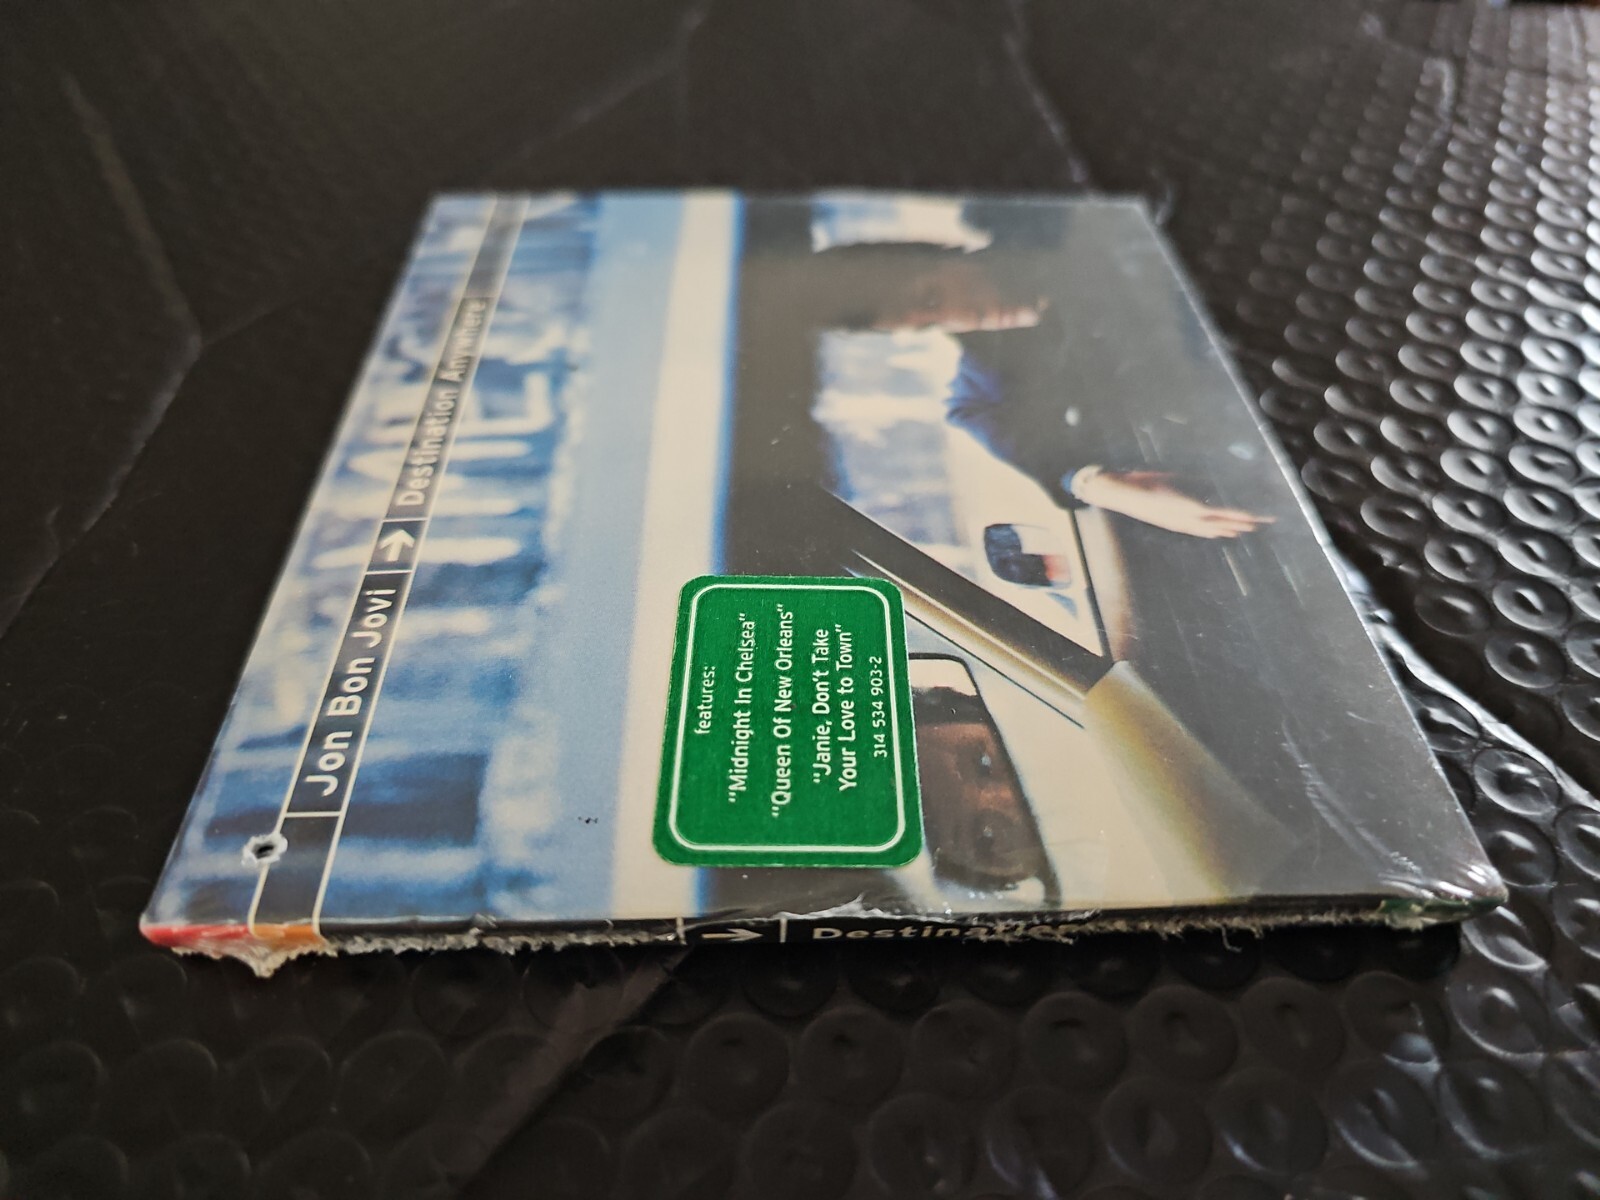 Jon Bon Jovi → Destination Anywhere
features:
"Midnight In Chelsea"
"Queen Of New Orleans"
"Janie, Don't Take
Your Love to Town"
314 534 903-2
→ Destination